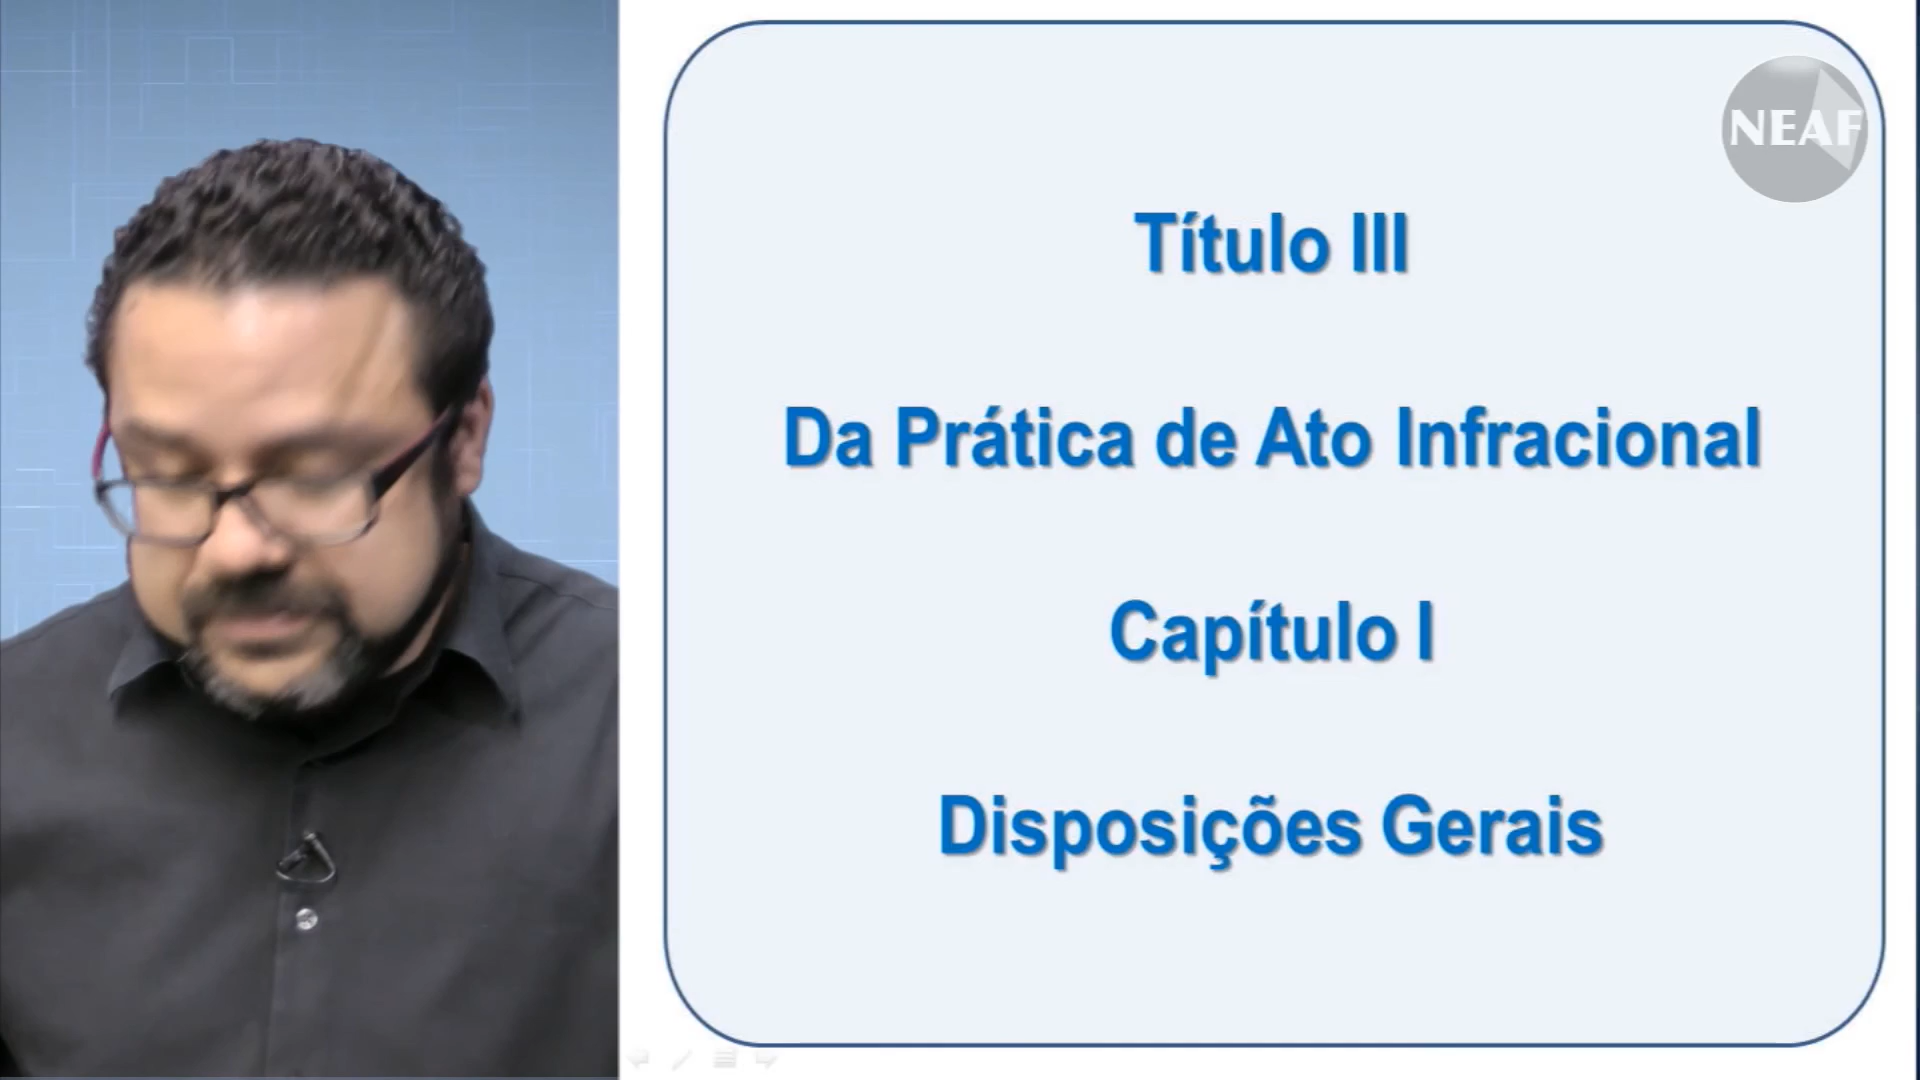 NEAF
Título III
Da Prática de Ato Infracional
Capítulo I
Disposições Gerais